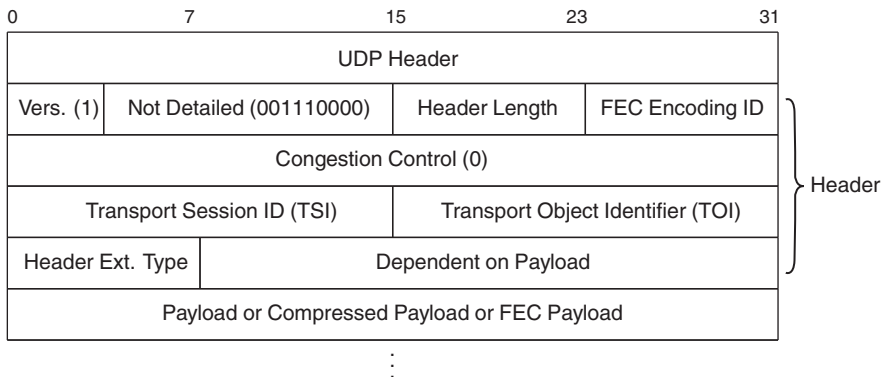 0 7 15 23 31
UDP Header
Vers. (1) Not Detailed (001110000) Header Length FEC Encoding ID
Congestion Control (0)
Header
Transport Session ID (TSI) Transport Object Identifier (TOI)
Header Ext. Type Dependent on Payload
Payload or Compressed Payload or FEC Payload